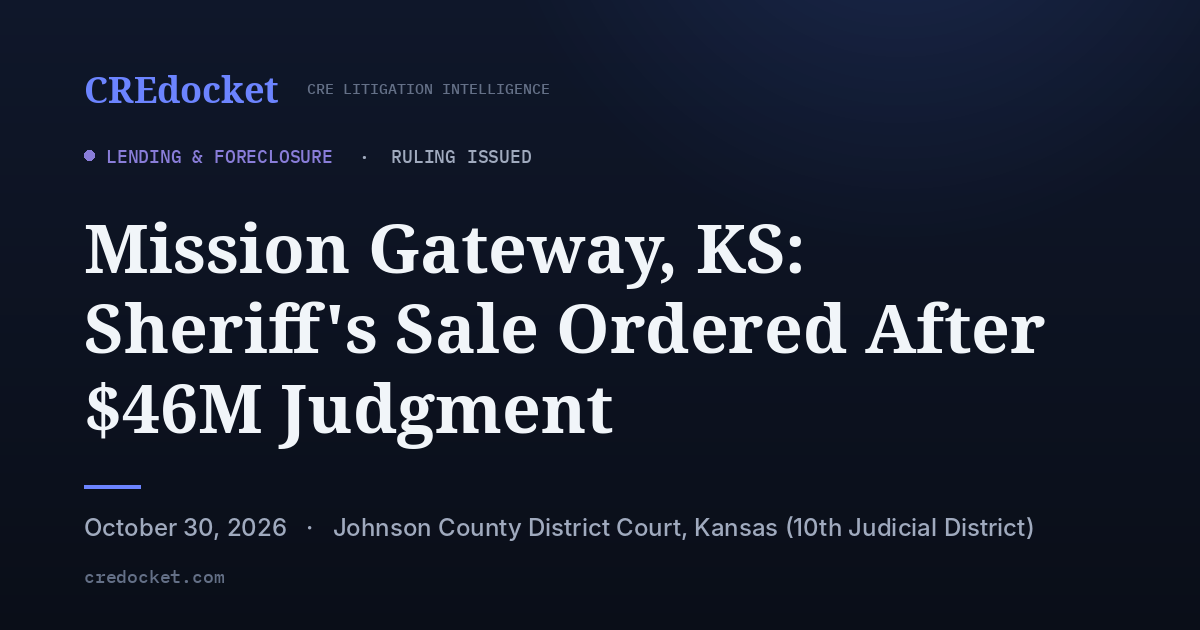 CREdocket CRE LITIGATION INTELLIGENCE
LENDING & FORECLOSURE · RULING ISSUED
Mission Gateway, KS:
Sheriff's Sale Ordered After
$46M Judgment
October 30, 2026 · Johnson County District Court, Kansas (10th Judicial District)
credocket.com